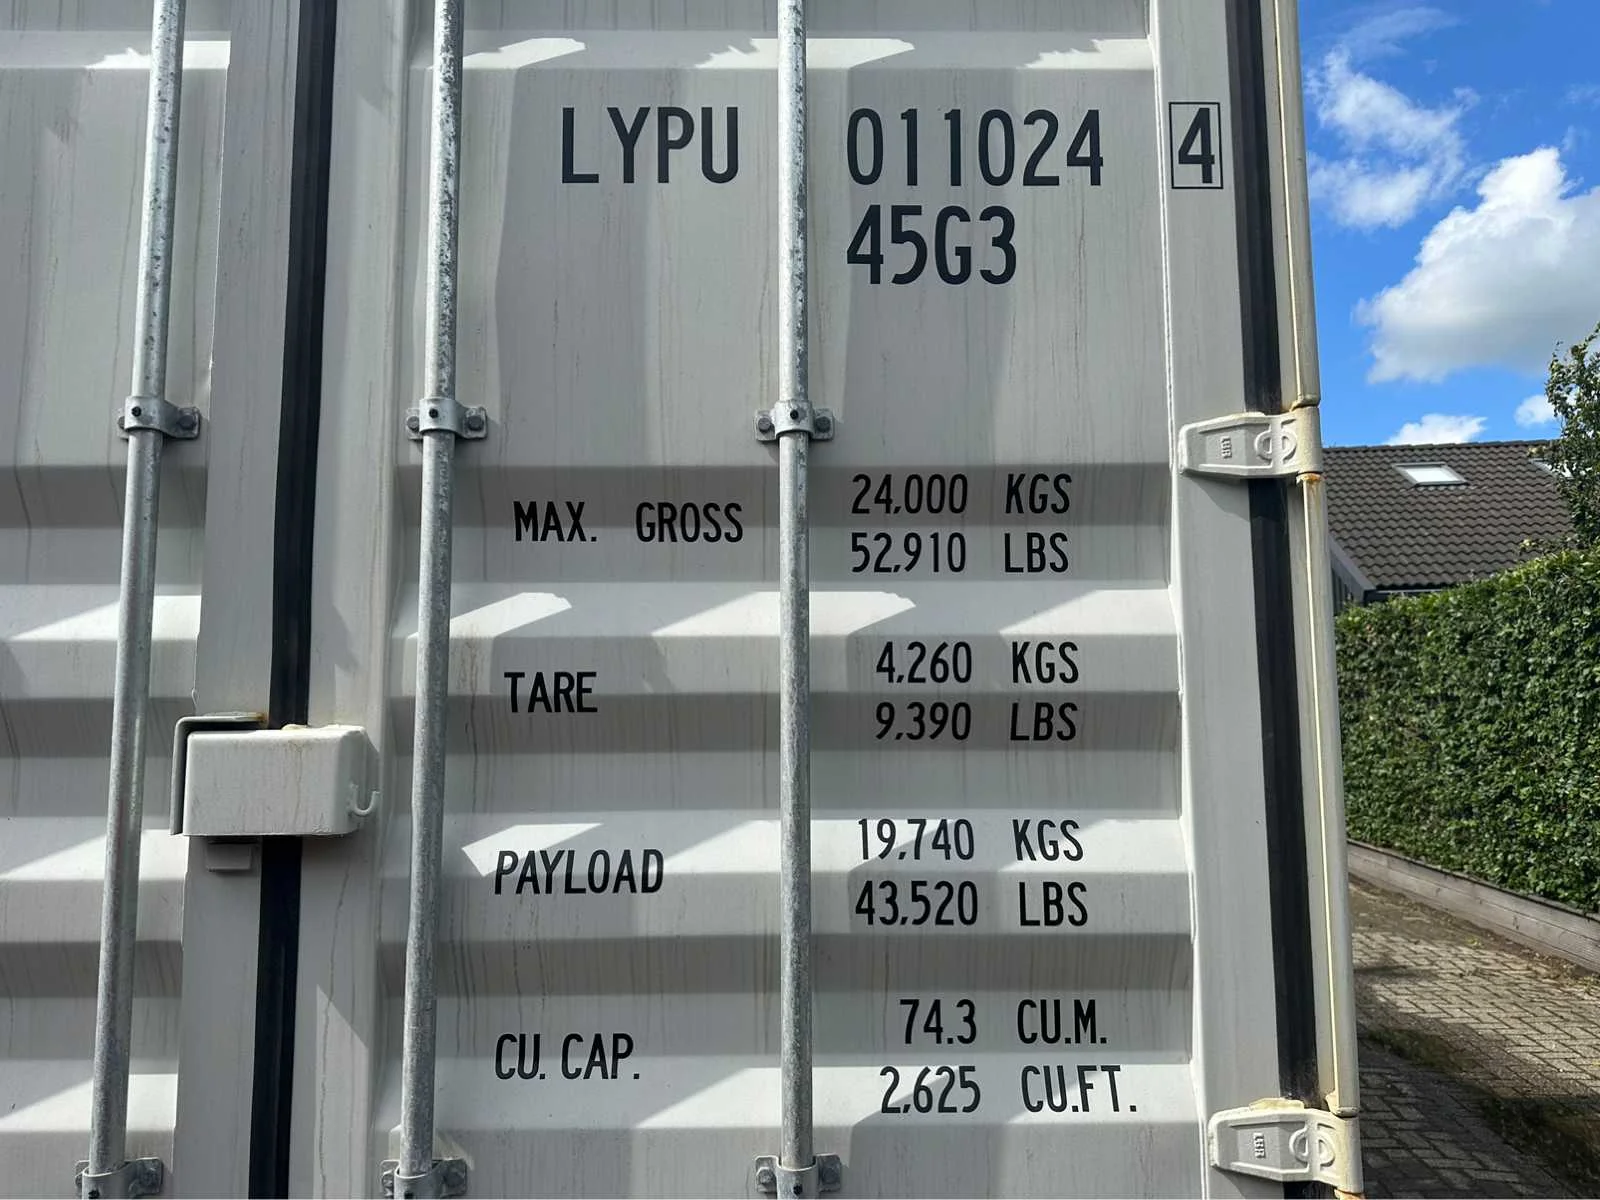 LYPU 011024 4
45G3
MAX. GROSS 24,000 KGS
52,910 LBS
TARE 4,260 KGS
9,390 LBS
PAYLOAD 19,740 KGS
43,520 LBS
CU. CAP. 74.3 CU.M.
2,625 CU.FT.